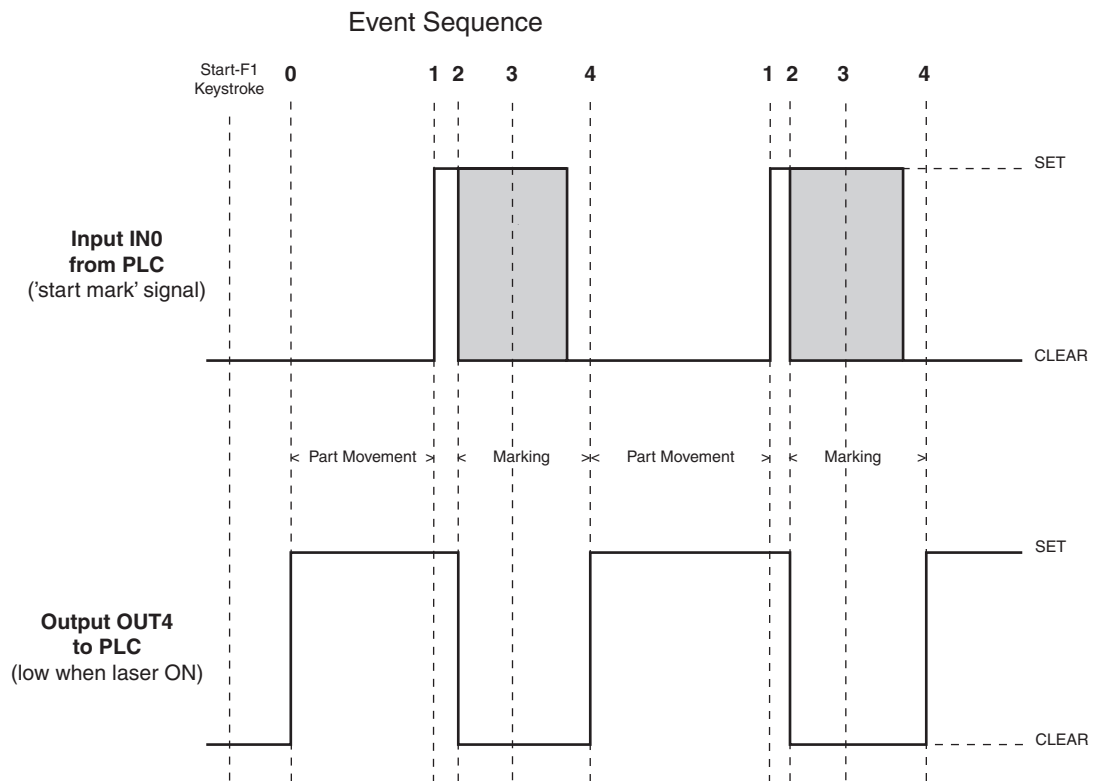 Event Sequence
Start-F1
Keystroke
0 1 2 3 4 1 2 3 4
SET
Input IN0
from PLC
('start mark' signal)
CLEAR
< Part Movement > < Marking > < Part Movement > < Marking >
SET
Output OUT4
to PLC
(low when laser ON)
CLEAR